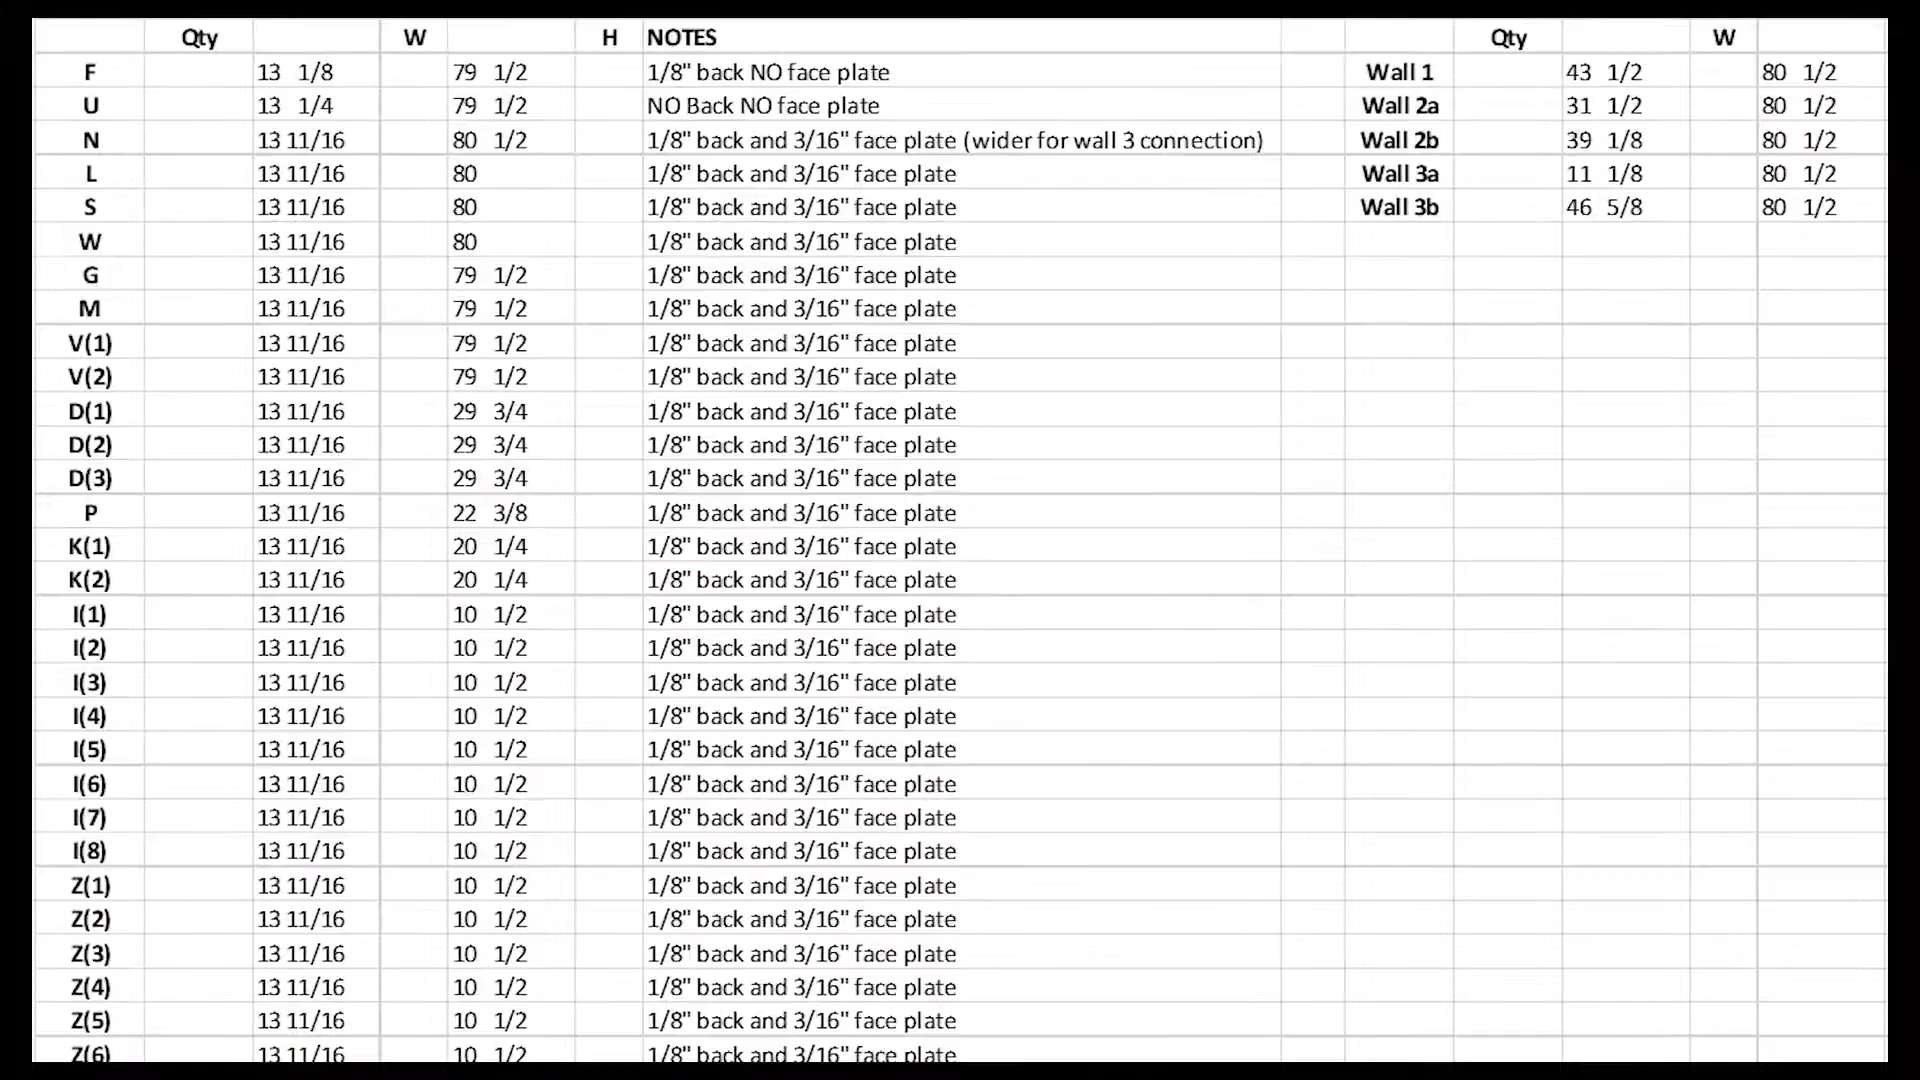 Qty W H NOTES Qty W
F 13 1/8 79 1/2 1/8" back NO face plate Wall 1 43 1/2 80 1/2
U 13 1/4 79 1/2 NO Back NO face plate Wall 2a 31 1/2 80 1/2
N 13 11/16 80 1/2 1/8" back and 3/16" face plate (wider for wall 3 connection) Wall 2b 39 1/8 80 1/2
L 13 11/16 80 1/8" back and 3/16" face plate Wall 3a 11 1/8 80 1/2
S 13 11/16 80 1/8" back and 3/16" face plate Wall 3b 46 5/8 80 1/2
W 13 11/16 80 1/8" back and 3/16" face plate
G 13 11/16 79 1/2 1/8" back and 3/16" face plate
M 13 11/16 79 1/2 1/8" back and 3/16" face plate
V(1) 13 11/16 79 1/2 1/8" back and 3/16" face plate
V(2) 13 11/16 79 1/2 1/8" back and 3/16" face plate
D(1) 13 11/16 29 3/4 1/8" back and 3/16" face plate
D(2) 13 11/16 29 3/4 1/8" back and 3/16" face plate
D(3) 13 11/16 29 3/4 1/8" back and 3/16" face plate
P 13 11/16 22 3/8 1/8" back and 3/16" face plate
K(1) 13 11/16 20 1/4 1/8" back and 3/16" face plate
K(2) 13 11/16 20 1/4 1/8" back and 3/16" face plate
I(1) 13 11/16 10 1/2 1/8" back and 3/16" face plate
I(2) 13 11/16 10 1/2 1/8" back and 3/16" face plate
I(3) 13 11/16 10 1/2 1/8" back and 3/16" face plate
I(4) 13 11/16 10 1/2 1/8" back and 3/16" face plate
I(5) 13 11/16 10 1/2 1/8" back and 3/16" face plate
I(6) 13 11/16 10 1/2 1/8" back and 3/16" face plate
I(7) 13 11/16 10 1/2 1/8" back and 3/16" face plate
I(8) 13 11/16 10 1/2 1/8" back and 3/16" face plate
Z(1) 13 11/16 10 1/2 1/8" back and 3/16" face plate
Z(2) 13 11/16 10 1/2 1/8" back and 3/16" face plate
Z(3) 13 11/16 10 1/2 1/8" back and 3/16" face plate
Z(4) 13 11/16 10 1/2 1/8" back and 3/16" face plate
Z(5) 13 11/16 10 1/2 1/8" back and 3/16" face plate
Z(6) 13 11/16 10 1/2 1/8" back and 3/16" face plate